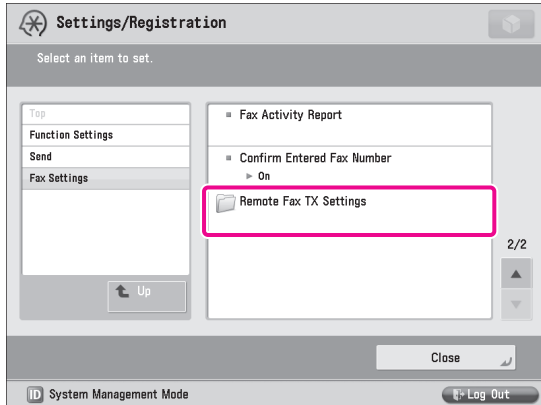 Settings/Registration
Select an item to set.
Top
Function Settings
Send
Fax Settings
Up
Fax Activity Report
Confirm Entered Fax Number
▶ On
Remote Fax TX Settings
2/2
Close
ID System Management Mode
Log Out